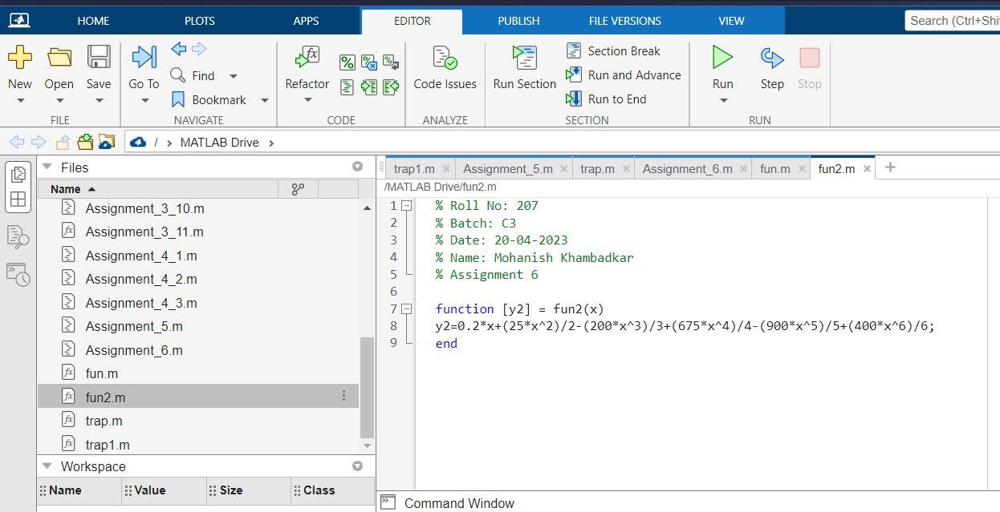 HOME PLOTS APPS EDITOR PUBLISH FILE VERSIONS VIEW Search (Ctrl+Shi
Section Break
Find
Run and Advance
New Open Save Go To Refactor Code Issues Run Section Run Step Stop
Bookmark
Run to End
FILE NAVIGATE CODE ANALYZE SECTION RUN
/ › MATLAB Drive ›
Files
Name
Assignment_3_10.m
Assignment_3_11.m
Assignment_4_1.m
Assignment_4_2.m
Assignment_4_3.m
Assignment_5.m
Assignment_6.m
fun.m
fun2.m
trap.m
trap1.m
Workspace
Name Value Size Class
trap1.m × Assignment_5.m × trap.m × Assignment_6.m × fun.m × fun2.m × +
/MATLAB Drive/fun2.m
1 % Roll No: 207
2 % Batch: C3
3 % Date: 20-04-2023
4 % Name: Mohanish Khambadkar
5 % Assignment 6
6
7 function [y2] = fun2(x)
8 y2=0.2*x+(25*x^2)/2-(200*x^3)/3+(675*x^4)/4-(900*x^5)/5+(400*x^6)/6;
9 end
Command Window